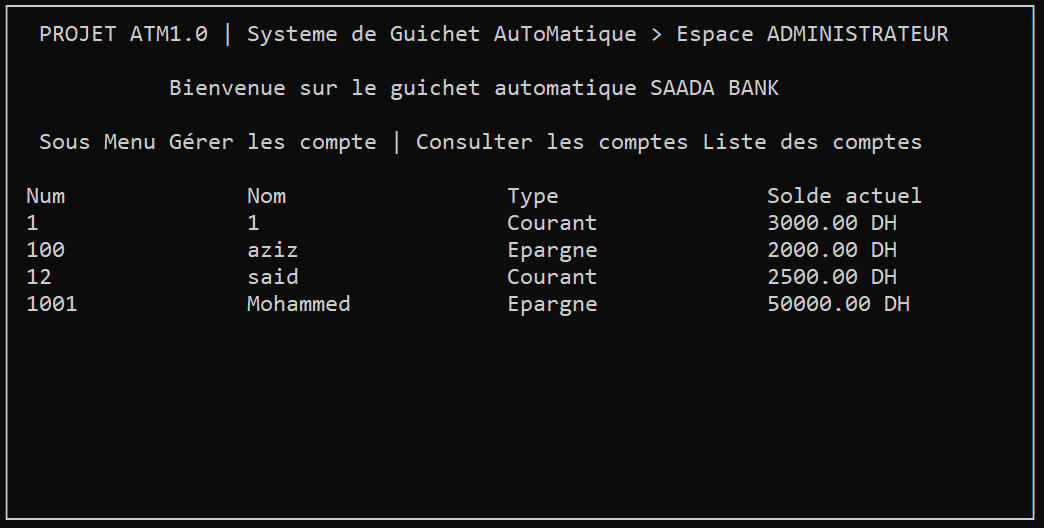 PROJET ATM1.0 | Systeme de Guichet AuToMatique > Espace ADMINISTRATEUR
Bienvenue sur le guichet automatique SAADA BANK
Sous Menu Gérer les compte | Consulter les comptes Liste des comptes
Num Nom Type Solde actuel
1 1 Courant 3000.00 DH
100 aziz Epargne 2000.00 DH
12 said Courant 2500.00 DH
1001 Mohammed Epargne 50000.00 DH